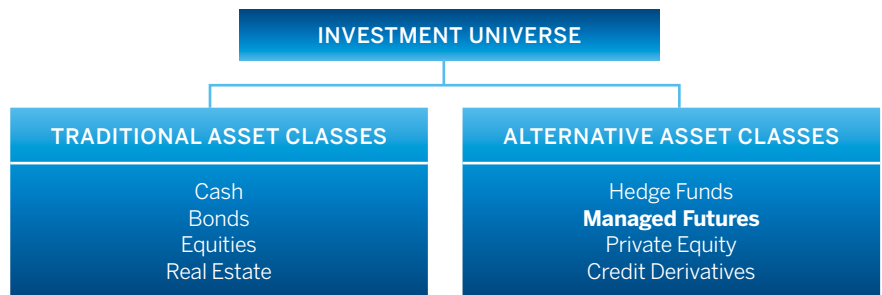 INVESTMENT UNIVERSE
TRADITIONAL ASSET CLASSES
Cash
Bonds
Equities
Real Estate
ALTERNATIVE ASSET CLASSES
Hedge Funds
Managed Futures
Private Equity
Credit Derivatives